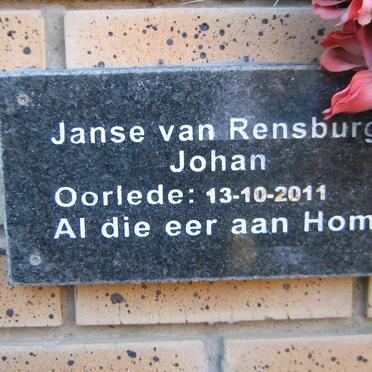 Janse van Rensburg
Johan
Oorlede: 13-10-2011
Al die eer aan Hom